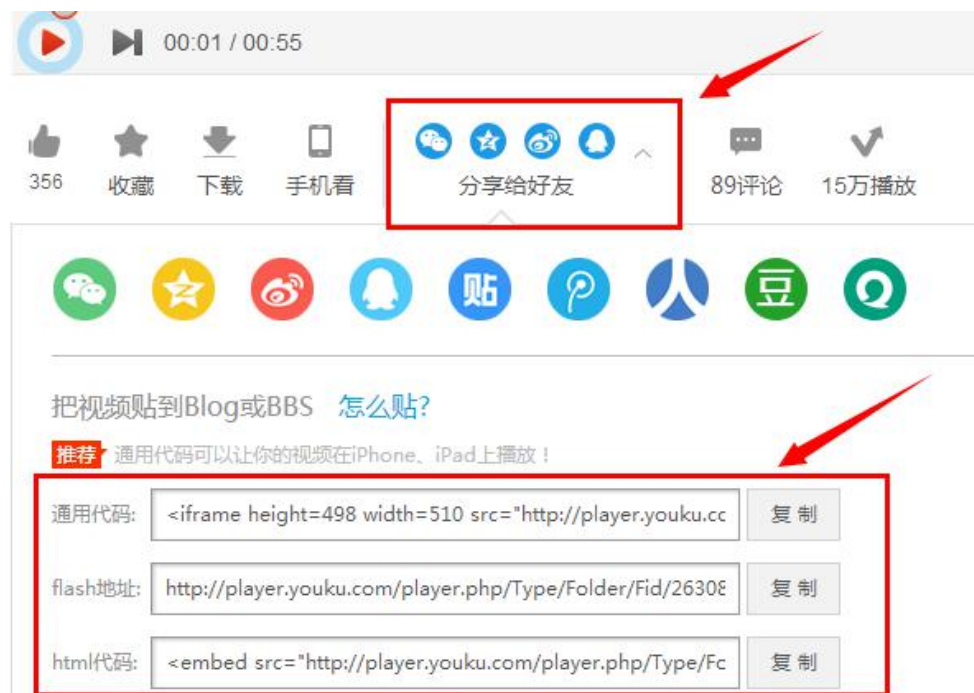 00:01 / 00:55
356 收藏 下载 手机看 分享给好友 89评论 15万播放
贴 豆
把视频贴到Blog或BBS 怎么贴?
推荐 通用代码可以让你的视频在iPhone、iPad上播放！
通用代码: <iframe height=498 width=510 src="http://player.youku.cc 复制
flash地址: http://player.youku.com/player.php/Type/Folder/Fid/26308 复制
html代码: <embed src="http://player.youku.com/player.php/Type/Fc 复制